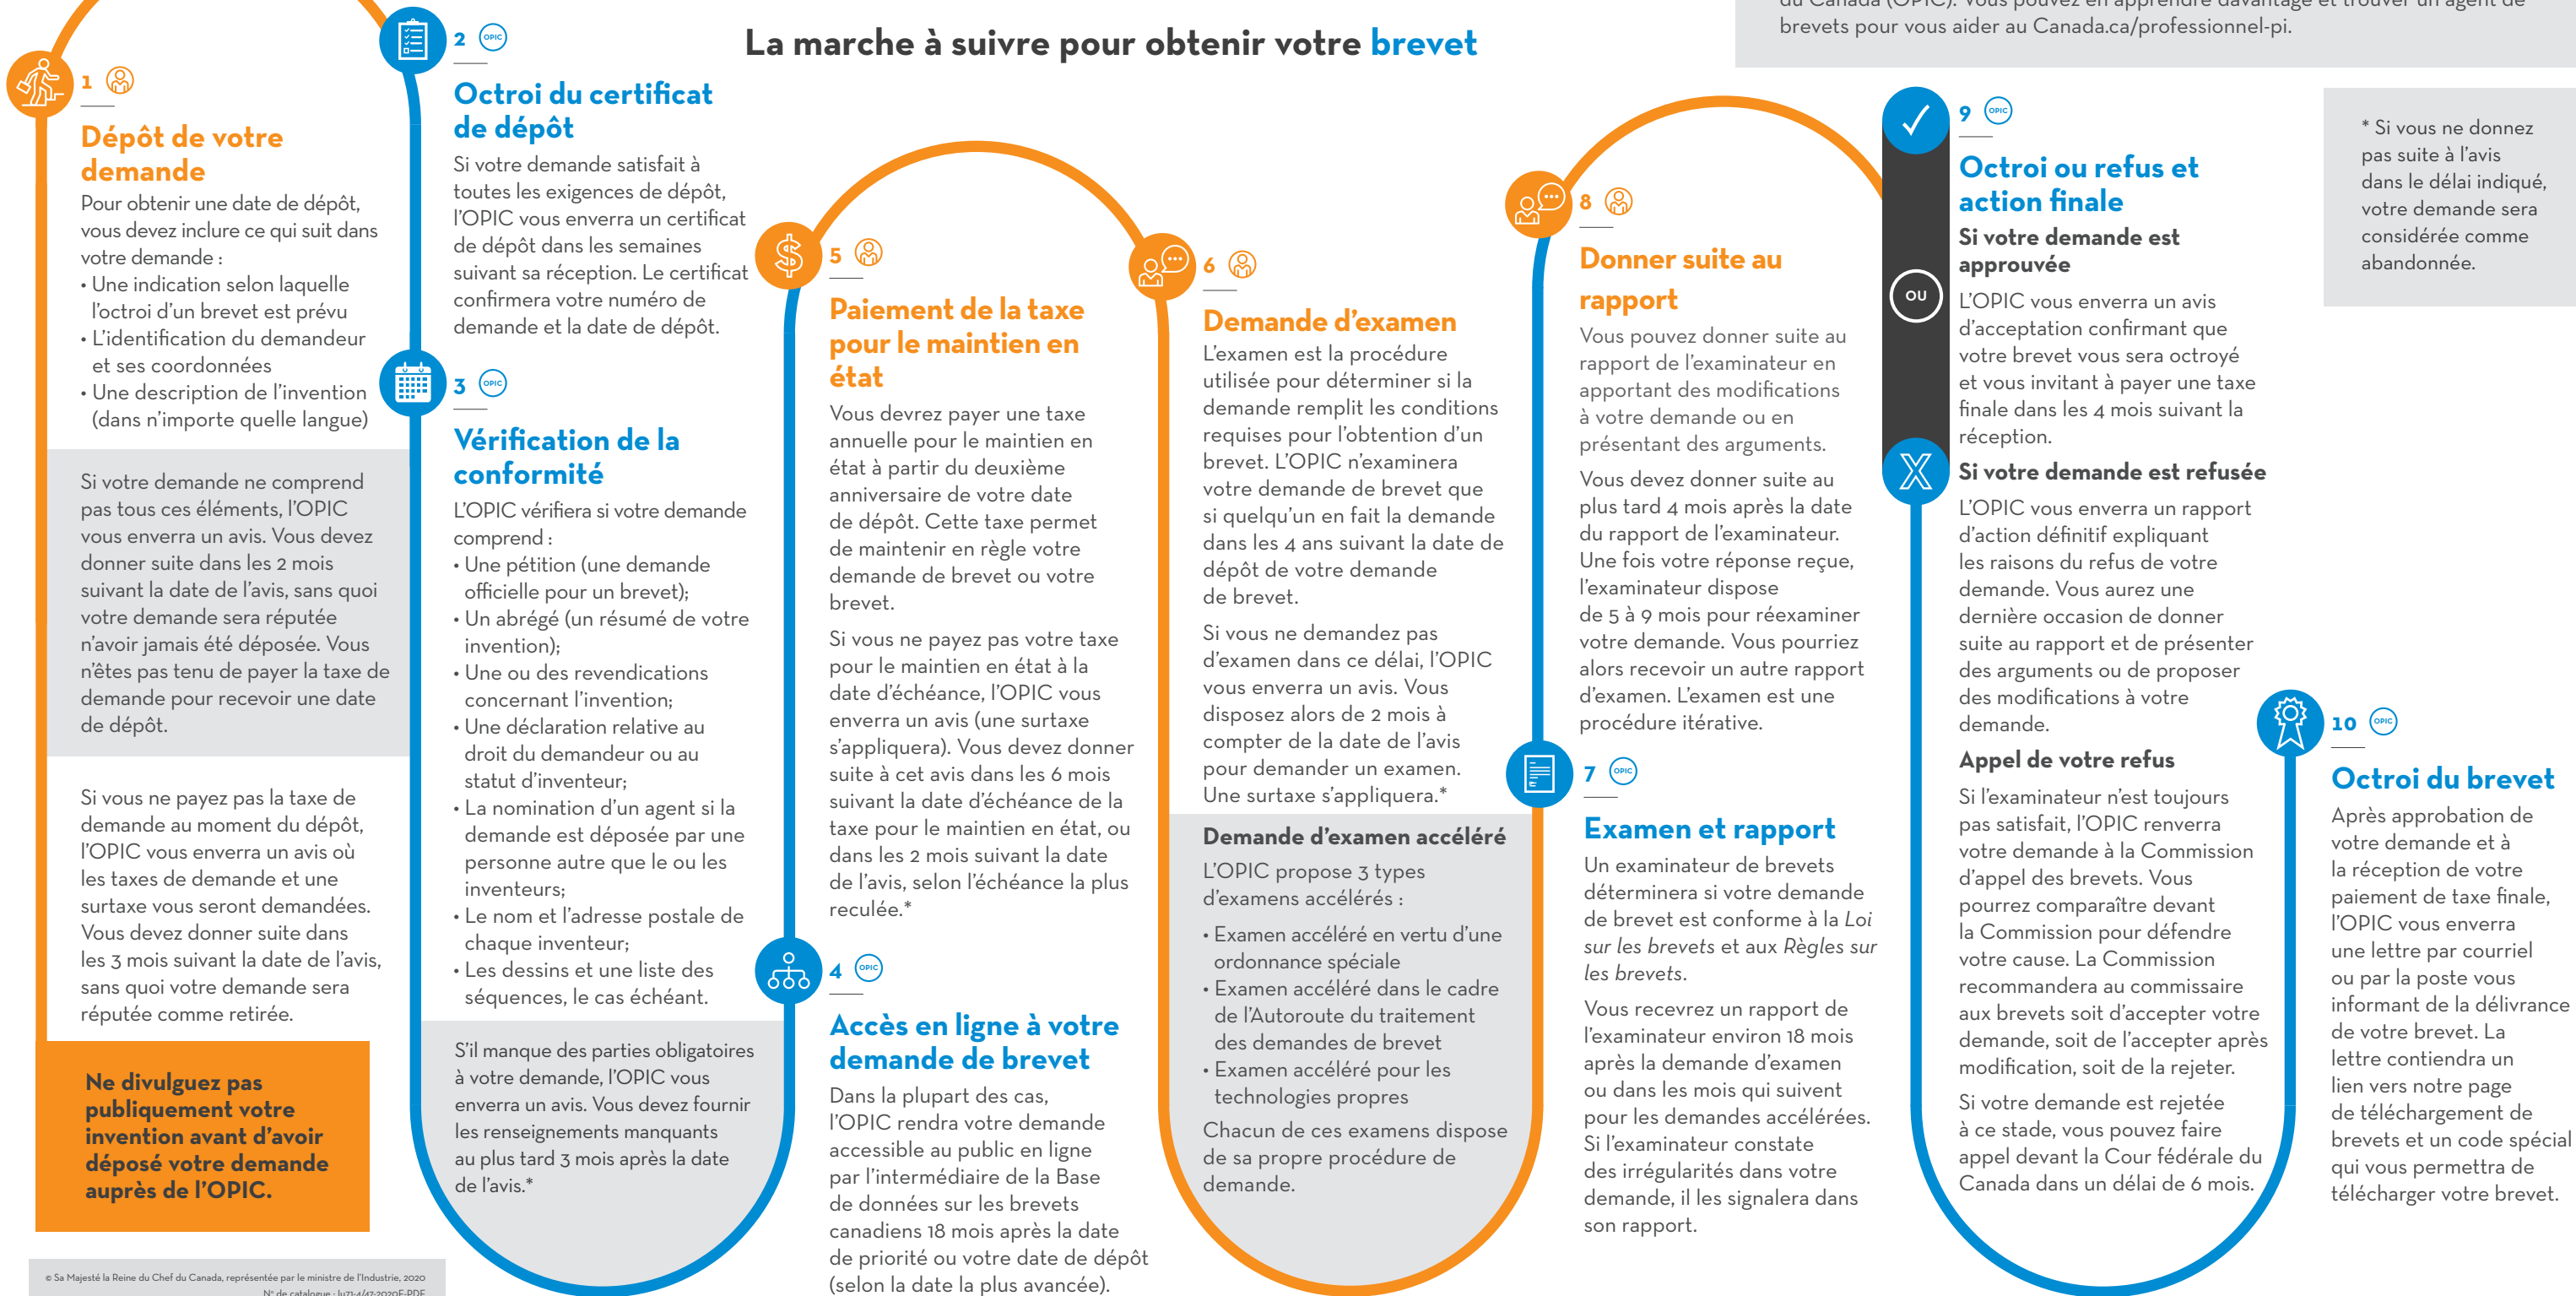 La marche à suivre pour obtenir votre brevet
du Canada (OPIC). Vous pouvez en apprendre davantage et trouver un agent de
brevets pour vous aider au Canada.ca/professionnel-pi.
1
Dépôt de votre
demande
Pour obtenir une date de dépôt,
vous devez inclure ce qui suit dans
votre demande :
• Une indication selon laquelle
l'octroi d'un brevet est prévu
• L'identification du demandeur
et ses coordonnées
• Une description de l'invention
(dans n'importe quelle langue)
Si votre demande ne comprend
pas tous ces éléments, l'OPIC
vous enverra un avis. Vous devez
donner suite dans les 2 mois
suivant la date de l'avis, sans quoi
votre demande sera réputée
n'avoir jamais été déposée. Vous
n'êtes pas tenu de payer la taxe de
demande pour recevoir une date
de dépôt.
Si vous ne payez pas la taxe de
demande au moment du dépôt,
l'OPIC vous enverra un avis où
les taxes de demande et une
surtaxe vous seront demandées.
Vous devez donner suite dans
les 3 mois suivant la date de l'avis,
sans quoi votre demande sera
réputée comme retirée.
Ne divulguez pas
publiquement votre
invention avant d'avoir
déposé votre demande
auprès de l'OPIC.
© Sa Majesté la Reine du Chef du Canada, représentée par le ministre de l'Industrie, 2020
N° de catalogue : Iu71-4/47-2020F-PDF
2 OPIC
Octroi du certificat
de dépôt
Si votre demande satisfait à
toutes les exigences de dépôt,
l'OPIC vous enverra un certificat
de dépôt dans les semaines
suivant sa réception. Le certificat
confirmera votre numéro de
demande et la date de dépôt.
3 OPIC
Vérification de la
conformité
L'OPIC vérifiera si votre demande
comprend :
• Une pétition (une demande
officielle pour un brevet);
• Un abrégé (un résumé de votre
invention);
• Une ou des revendications
concernant l'invention;
• Une déclaration relative au
droit du demandeur ou au
statut d'inventeur;
• La nomination d'un agent si la
demande est déposée par une
personne autre que le ou les
inventeurs;
• Le nom et l'adresse postale de
chaque inventeur;
• Les dessins et une liste des
séquences, le cas échéant.
S'il manque des parties obligatoires
à votre demande, l'OPIC vous
enverra un avis. Vous devez fournir
les renseignements manquants
au plus tard 3 mois après la date
de l'avis.*
$
5
Paiement de la taxe
pour le maintien en
état
Vous devrez payer une taxe
annuelle pour le maintien en
état à partir du deuxième
anniversaire de votre date
de dépôt. Cette taxe permet
de maintenir en règle votre
demande de brevet ou votre
brevet.
Si vous ne payez pas votre taxe
pour le maintien en état à la
date d'échéance, l'OPIC vous
enverra un avis (une surtaxe
s'appliquera). Vous devez donner
suite à cet avis dans les 6 mois
suivant la date d'échéance de la
taxe pour le maintien en état, ou
dans les 2 mois suivant la date
de l'avis, selon l'échéance la plus
reculée.*
4 OPIC
Accès en ligne à votre
demande de brevet
Dans la plupart des cas,
l'OPIC rendra votre demande
accessible au public en ligne
par l'intermédiaire de la Base
de données sur les brevets
canadiens 18 mois après la date
de priorité ou votre date de dépôt
(selon la date la plus avancée).
6
Demande d'examen
L'examen est la procédure
utilisée pour déterminer si la
demande remplit les conditions
requises pour l'obtention d'un
brevet. L'OPIC n'examinera
votre demande de brevet que
si quelqu'un en fait la demande
dans les 4 ans suivant la date de
dépôt de votre demande
de brevet.
Si vous ne demandez pas
d'examen dans ce délai, l'OPIC
vous enverra un avis. Vous
disposez alors de 2 mois à
compter de la date de l'avis
pour demander un examen.
Une surtaxe s'appliquera.*
Demande d'examen accéléré
L'OPIC propose 3 types
d'examens accélérés :
• Examen accéléré en vertu d'une
ordonnance spéciale
• Examen accéléré dans le cadre
de l'Autoroute du traitement
des demandes de brevet
• Examen accéléré pour les
technologies propres
Chacun de ces examens dispose
de sa propre procédure de
demande.
8
Donner suite au
rapport
Vous pouvez donner suite au
rapport de l'examinateur en
apportant des modifications
à votre demande ou en
présentant des arguments.
Vous devez donner suite au
plus tard 4 mois après la date
du rapport de l'examinateur.
Une fois votre réponse reçue,
l'examinateur dispose
de 5 à 9 mois pour réexaminer
votre demande. Vous pourriez
alors recevoir un autre rapport
d'examen. L'examen est une
procédure itérative.
7 OPIC
Examen et rapport
Un examinateur de brevets
déterminera si votre demande
de brevet est conforme à la Loi
sur les brevets et aux Règles sur
les brevets.
Vous recevrez un rapport de
l'examinateur environ 18 mois
après la demande d'examen
ou dans les mois qui suivent
pour les demandes accélérées.
Si l'examinateur constate
des irrégularités dans votre
demande, il les signalera dans
son rapport.
OU
X
9 OPIC
Octroi ou refus et
action finale
Si votre demande est
approuvée
L'OPIC vous enverra un avis
d'acceptation confirmant que
votre brevet vous sera octroyé
et vous invitant à payer une taxe
finale dans les 4 mois suivant la
réception.
Si votre demande est refusée
L'OPIC vous enverra un rapport
d'action définitif expliquant
les raisons du refus de votre
demande. Vous aurez une
dernière occasion de donner
suite au rapport et de présenter
des arguments ou de proposer
des modifications à votre
demande.
Appel de votre refus
Si l'examinateur n'est toujours
pas satisfait, l'OPIC renverra
votre demande à la Commission
d'appel des brevets. Vous
pourrez comparaître devant
la Commission pour défendre
votre cause. La Commission
recommandera au commissaire
aux brevets soit d'accepter votre
demande, soit de l'accepter après
modification, soit de la rejeter.
Si votre demande est rejetée
à ce stade, vous pouvez faire
appel devant la Cour fédérale du
Canada dans un délai de 6 mois.
* Si vous ne donnez
pas suite à l'avis
dans le délai indiqué,
votre demande sera
considérée comme
abandonnée.
10 OPIC
Octroi du brevet
Après approbation de
votre demande et à
la réception de votre
paiement de taxe finale,
l'OPIC vous enverra
une lettre par courriel
ou par la poste vous
informant de la délivrance
de votre brevet. La
lettre contiendra un
lien vers notre page
de téléchargement de
brevets et un code spécial
qui vous permettra de
télécharger votre brevet.